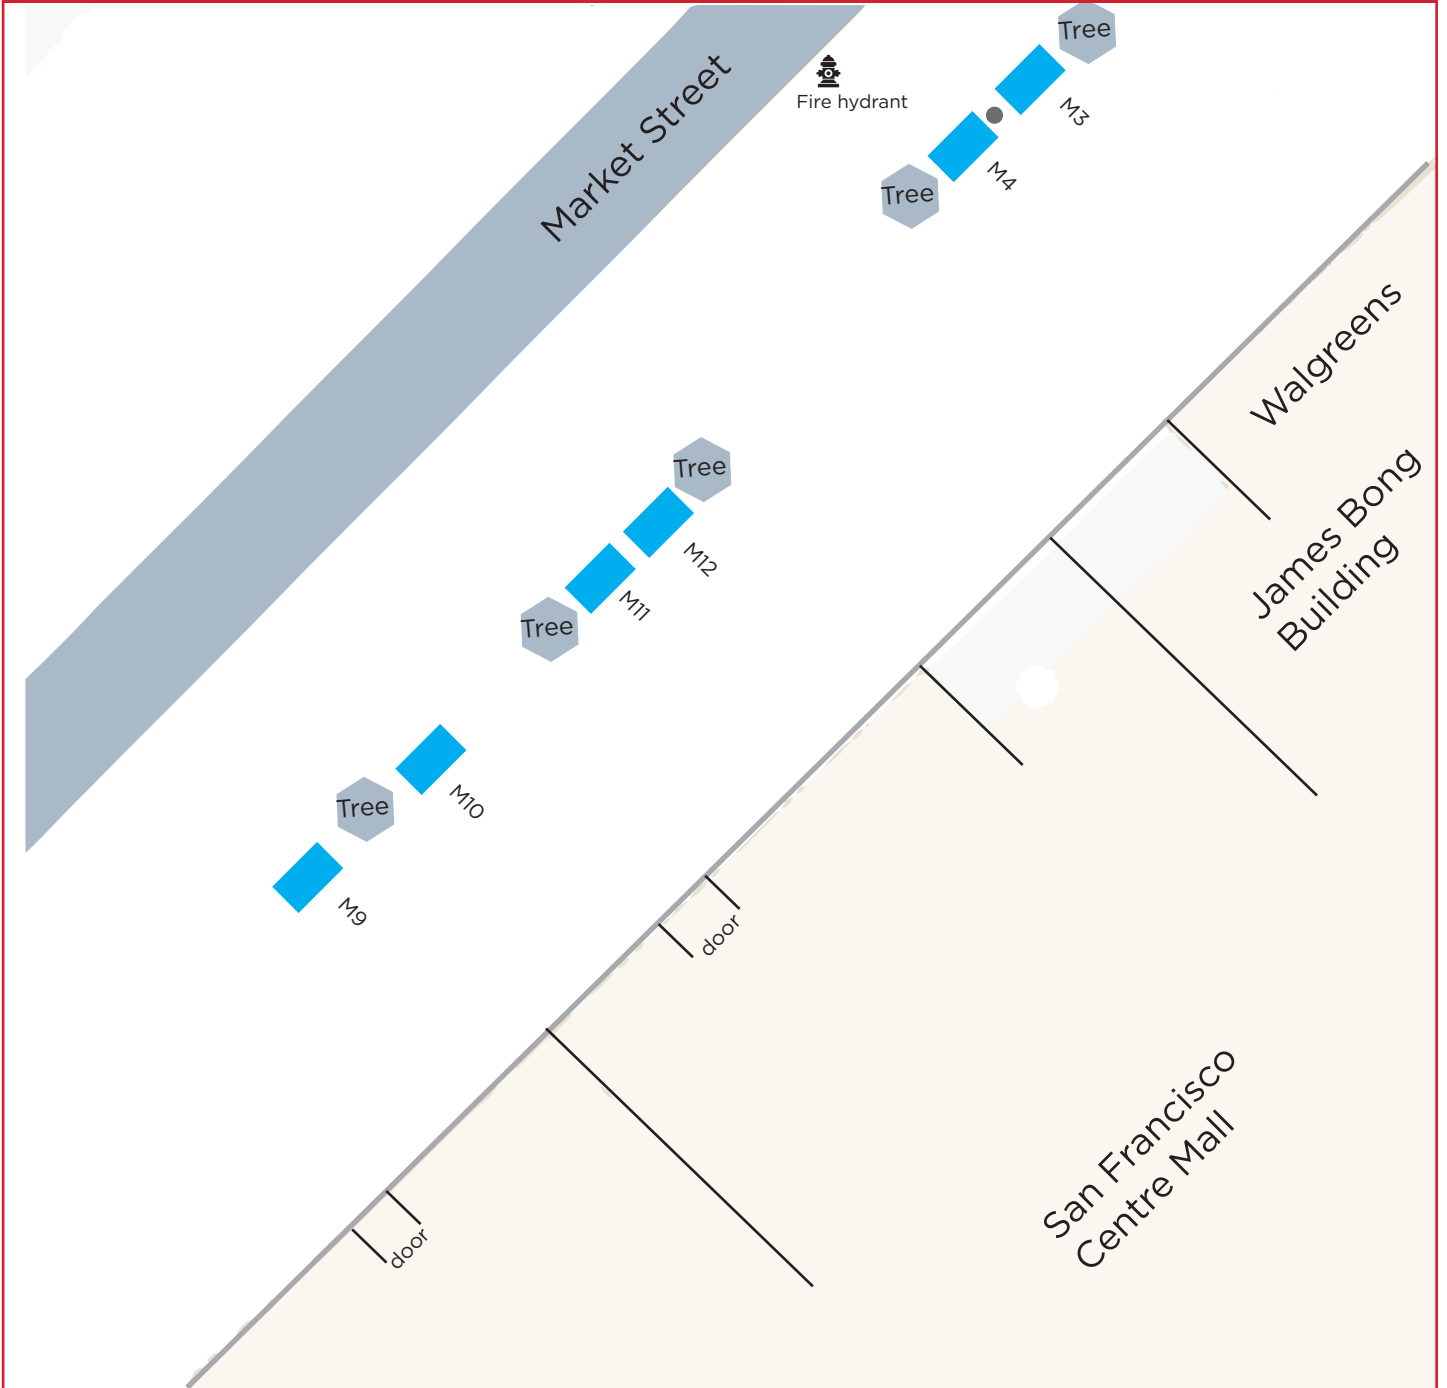 Tree
Market Street
Fire hydrant
M3
M4
Tree
Walgreens
Tree
M12
James Bong
Building
M11
Tree
M10
Tree
M9
door
San Francisco
Centre Mall
door